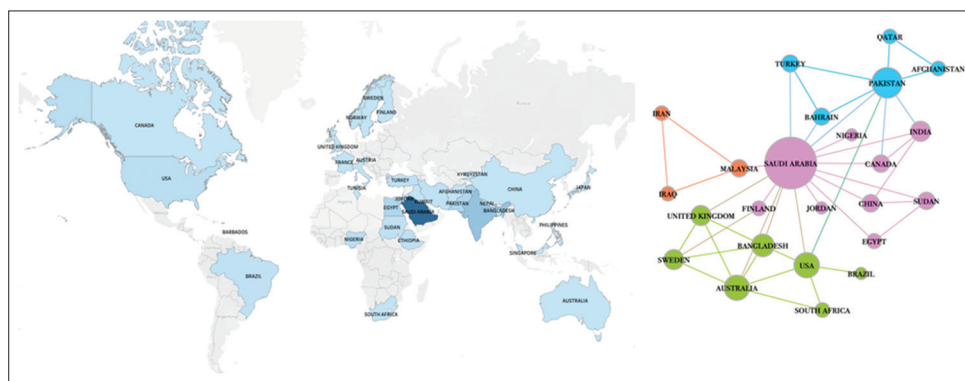 SWEDEN
FINLAND
NORWAY
CANADA
UNITED KINGDOM
AUSTRIA
FRANCE
USA
KYRGYZSTAN
TURKEY
CHINA
JAPAN
TUNISIA
AFGHANISTAN
JORDAN
KUWAIT
PAKISTAN
NEPAL
EGYPT
SAUDI ARABIA
BANGLADESH
BARBADOS
SUDAN
PHILIPPINES
NIGERIA
ETHIOPIA
SINGAPORE
BRAZIL
AUSTRALIA
SOUTH AFRICA
QATAR
TURKEY
AFGHANISTAN
PAKISTAN
IRAN
BAHRAIN
NIGERIA
INDIA
SAUDI ARABIA
CANADA
MALAYSIA
IRAQ
CHINA
SUDAN
FINLAND
JORDAN
UNITED KINGDOM
EGYPT
BANGLADESH
SWEDEN
USA
BRAZIL
AUSTRALIA
SOUTH AFRICA